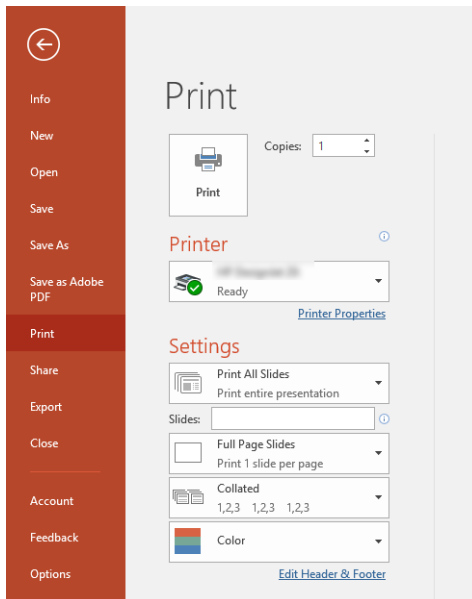 Info
New
Open
Save
Save As
Save as Adobe
PDF
Print
Share
Export
Close
Account
Feedback
Options
Print
Copies: 1
Print
Printer
Ready
Printer Properties
Settings
Print All Slides
Print entire presentation
Slides:
Full Page Slides
Print 1 slide per page
Collated
1,2,3 1,2,3 1,2,3
Color
Edit Header & Footer